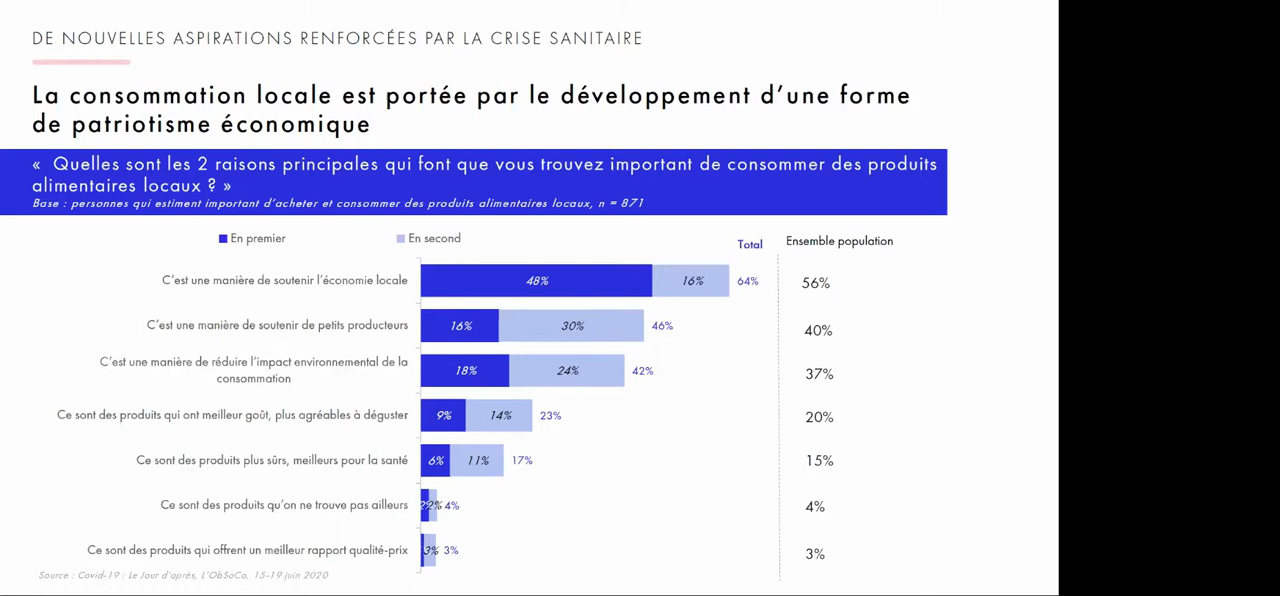 DE NOUVELLES ASPIRATIONS RENFORCÉES PAR LA CRISE SANITAIRE
La consommation locale est portée par le développement d’une forme
de patriotisme économique
« Quelles sont les 2 raisons principales qui font que vous trouvez important de consommer des produits
alimentaires locaux ? »
Base : personnes qui estiment important d’acheter et consommer des produits alimentaires locaux, n = 871
En premier En second Total Ensemble population
C’est une manière de soutenir l’économie locale 48% 16% 64% 56%
C’est une manière de soutenir de petits producteurs 16% 30% 46% 40%
C’est une manière de réduire l’impact environnemental de la
consommation 18% 24% 42% 37%
Ce sont des produits qui ont meilleur goût, plus agréables à déguster 9% 14% 23% 20%
Ce sont des produits plus sûrs, meilleurs pour la santé 6% 11% 17% 15%
Ce sont des produits qu’on ne trouve pas ailleurs 2% 4% 4%
Ce sont des produits qui offrent un meilleur rapport qualité-prix 3% 3% 3%
Source : Covid-19 : Le Jour d’après, L’ObSoCo, 15-19 juin 2020